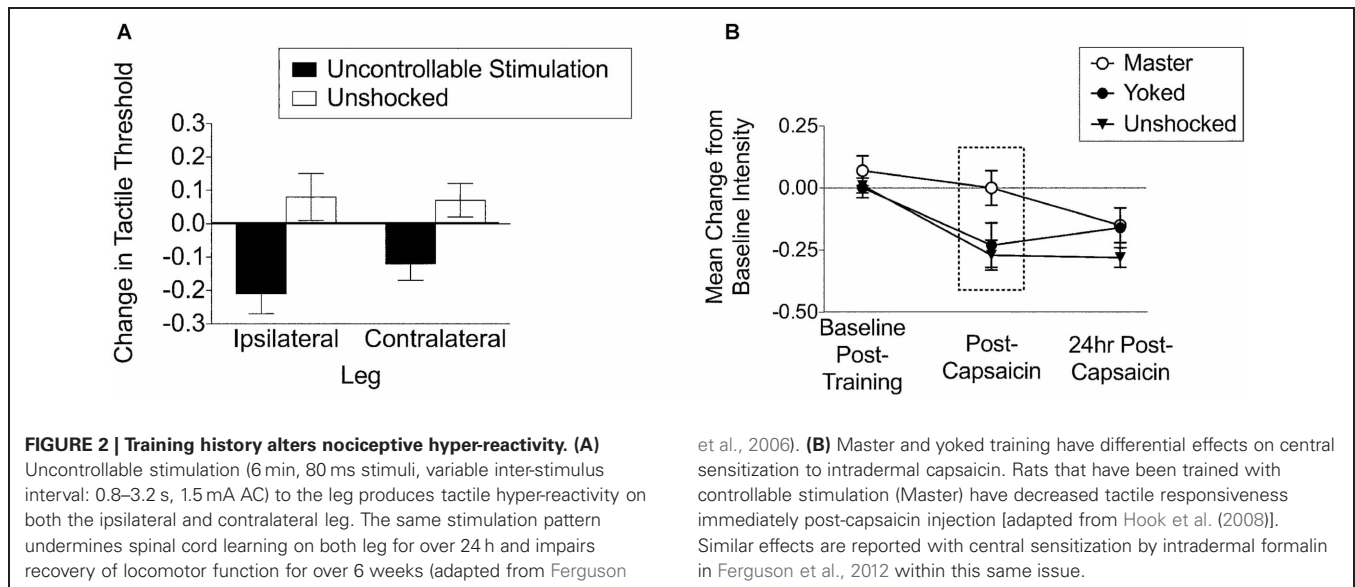 A
Uncontrollable Stimulation
Unshocked
Change in Tactile Threshold
0.3
0.2
0.1
0.0
-0.1
-0.2
-0.3
Ipsilateral Contralateral
Leg
B
Master
Yoked
Unshocked
Mean Change from
Baseline Intensity
0.25
0.00
-0.25
-0.50
Baseline
Post-
Training
Post-
Capsaicin
24hr Post-
Capsaicin
FIGURE 2 | Training history alters nociceptive hyper-reactivity. (A)
Uncontrollable stimulation (6 min, 80 ms stimuli, variable inter-stimulus
interval: 0.8–3.2 s, 1.5 mA AC) to the leg produces tactile hyper-reactivity on
both the ipsilateral and contralateral leg. The same stimulation pattern
undermines spinal cord learning on both leg for over 24 h and impairs
recovery of locomotor function for over 6 weeks (adapted from Ferguson
et al., 2006). (B) Master and yoked training have differential effects on central
sensitization to intradermal capsaicin. Rats that have been trained with
controllable stimulation (Master) have decreased tactile responsiveness
immediately post-capsaicin injection [adapted from Hook et al. (2008)].
Similar effects are reported with central sensitization by intradermal formalin
in Ferguson et al., 2012 within this same issue.